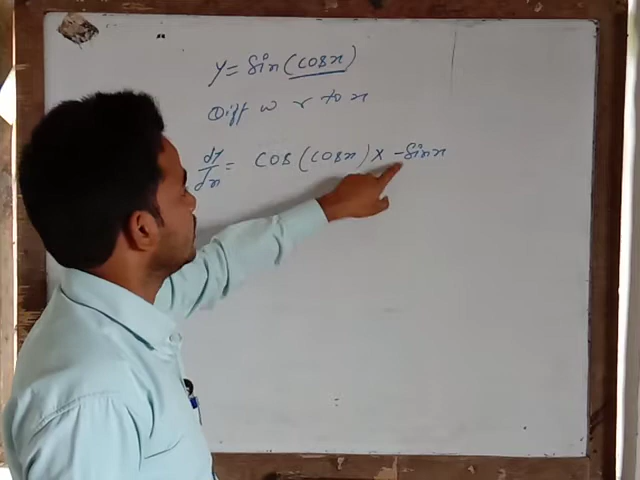 y = Sin (cosx)
Diff w r to x
dy/dx = cos (cosx) x - Sinx